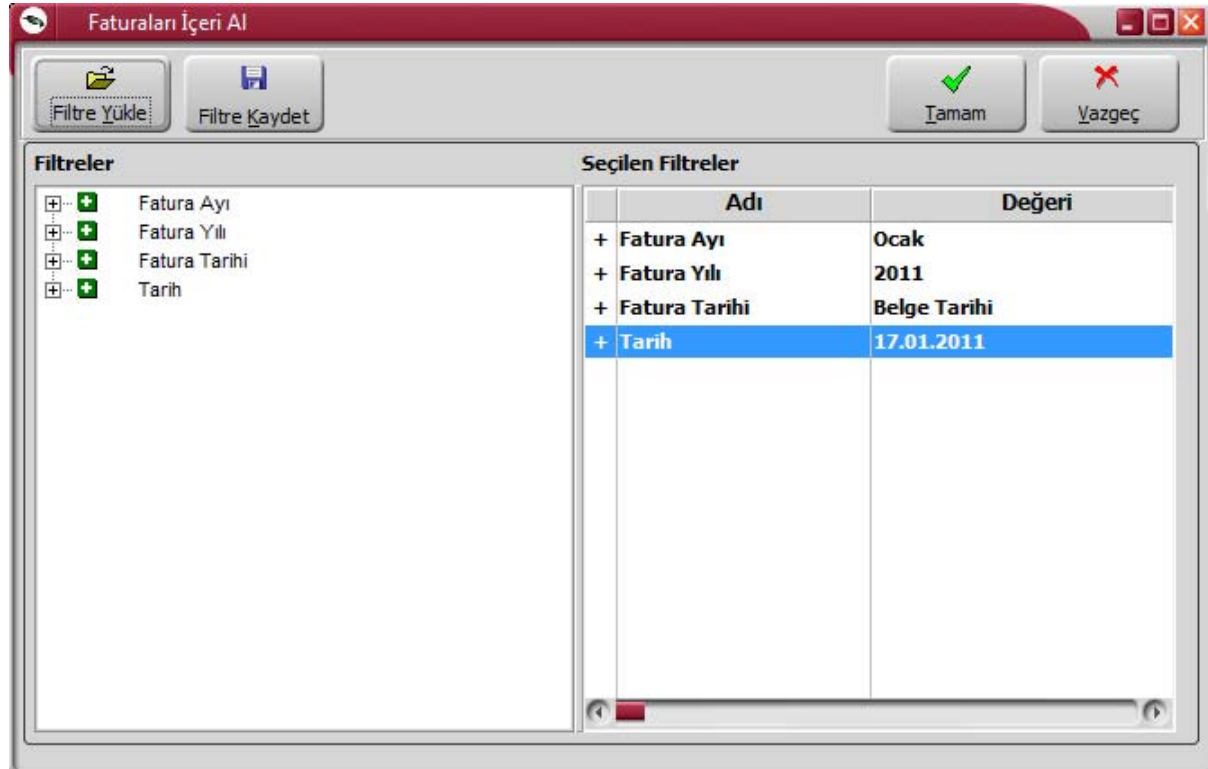 Faturaları İçeri Al
Filtre Yükle
Filtre Kaydet
Tamam
Vazgeç
Filtreler
Fatura Ayı
Fatura Yılı
Fatura Tarihi
Tarih
Seçilen Filtreler
Adı Değeri
+ Fatura Ayı Ocak
+ Fatura Yılı 2011
+ Fatura Tarihi Belge Tarihi
+ Tarih 17.01.2011